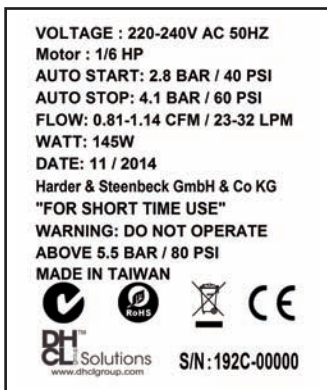 VOLTAGE : 220-240V AC 50HZ
Motor : 1/6 HP
AUTO START: 2.8 BAR / 40 PSI
AUTO STOP: 4.1 BAR / 60 PSI
FLOW: 0.81-1.14 CFM / 23-32 LPM
WATT: 145W
DATE: 11 / 2014
Harder & Steenbeck GmbH & Co KG
"FOR SHORT TIME USE"
WARNING: DO NOT OPERATE
ABOVE 5.5 BAR / 80 PSI
MADE IN TAIWAN
RoHS
CE
DH™
CL Solutions
www.dhclgroup.com
S/N:192C-00000